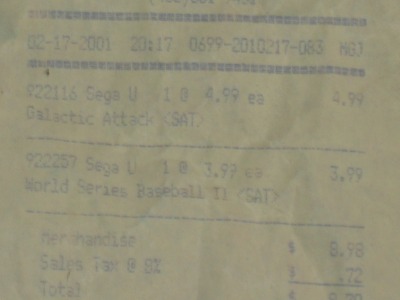 02-17-2001 20:17 0699-2010217-083 MGJ
922116 Sega U 1 @ 4.99 ea 4.99
Galactic Attack <SAT>
922257 Sega U 1 @ 3.99 ea 3.99
World Series Baseball II <SAT>
Merchandise $ 8.98
Sales Tax @ 8% .72
Total $